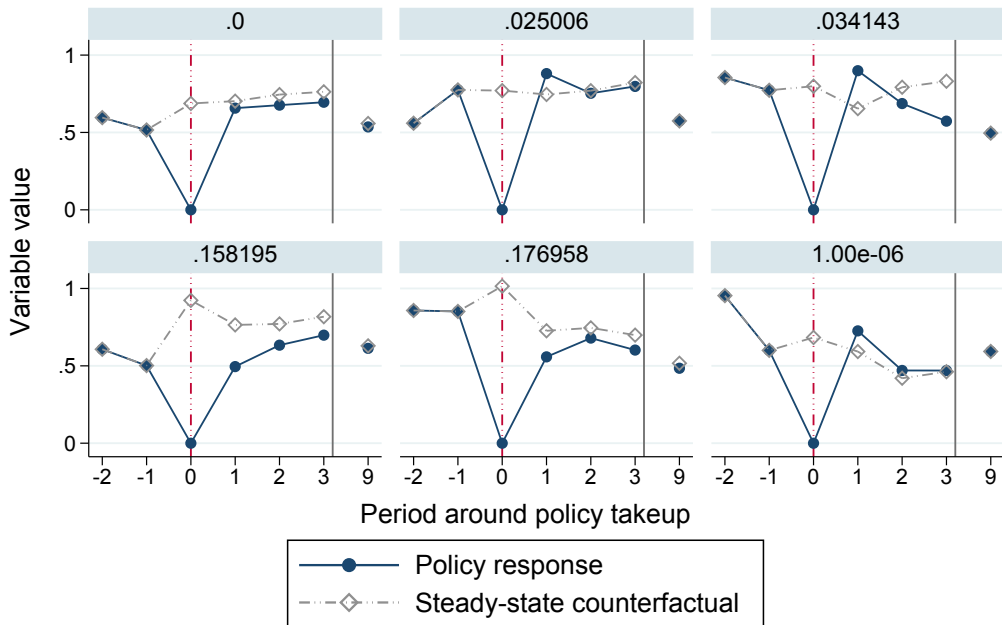 .0
.025006
.034143
1
.5
0
.158195
.176958
1.00e-06
1
.5
0
Variable value
-2 -1 0 1 2 3 9
-2 -1 0 1 2 3 9
-2 -1 0 1 2 3 9
Period around policy takeup
Policy response
Steady-state counterfactual